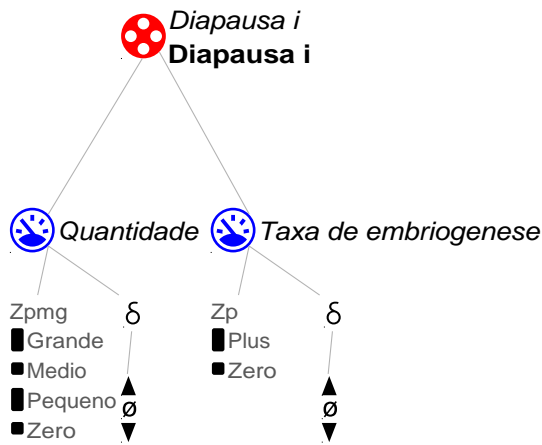 Diapausa i
Diapausa i
Quantidade
Taxa de embriogenese
Zpmg
δ
Zp
δ
Grande
Plus
Medio
Zero
Pequeno
ø
ø
Zero